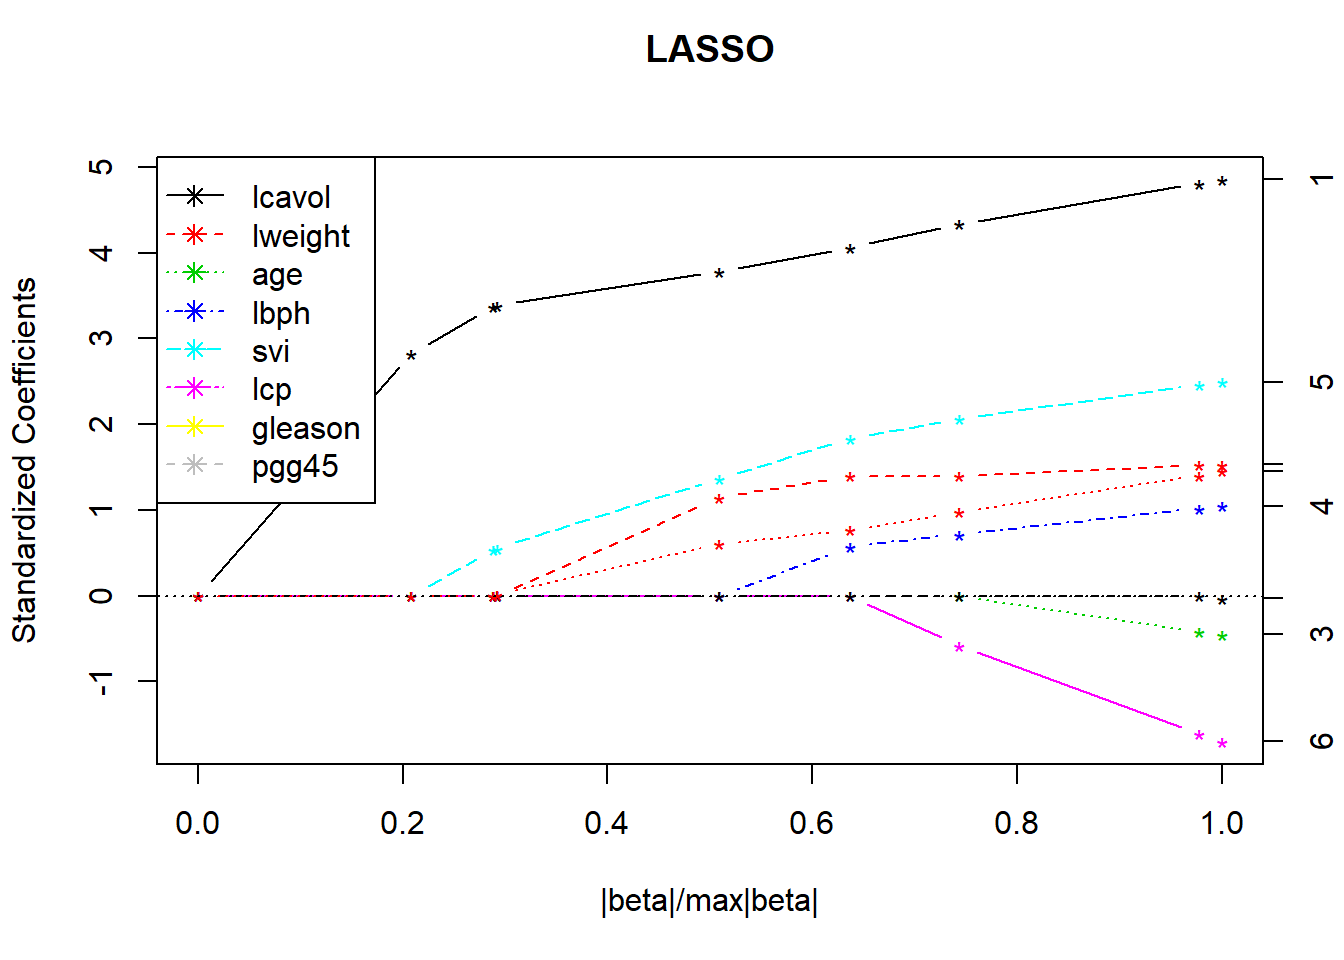 LASSO
lcavol
lweight
age
lbph
svi
lcp
gleason
pgg45
Standardized Coefficients
5
4
3
2
1
0
-1
1
5
4
3
6
0.0 0.2 0.4 0.6 0.8 1.0
|beta|/max|beta|